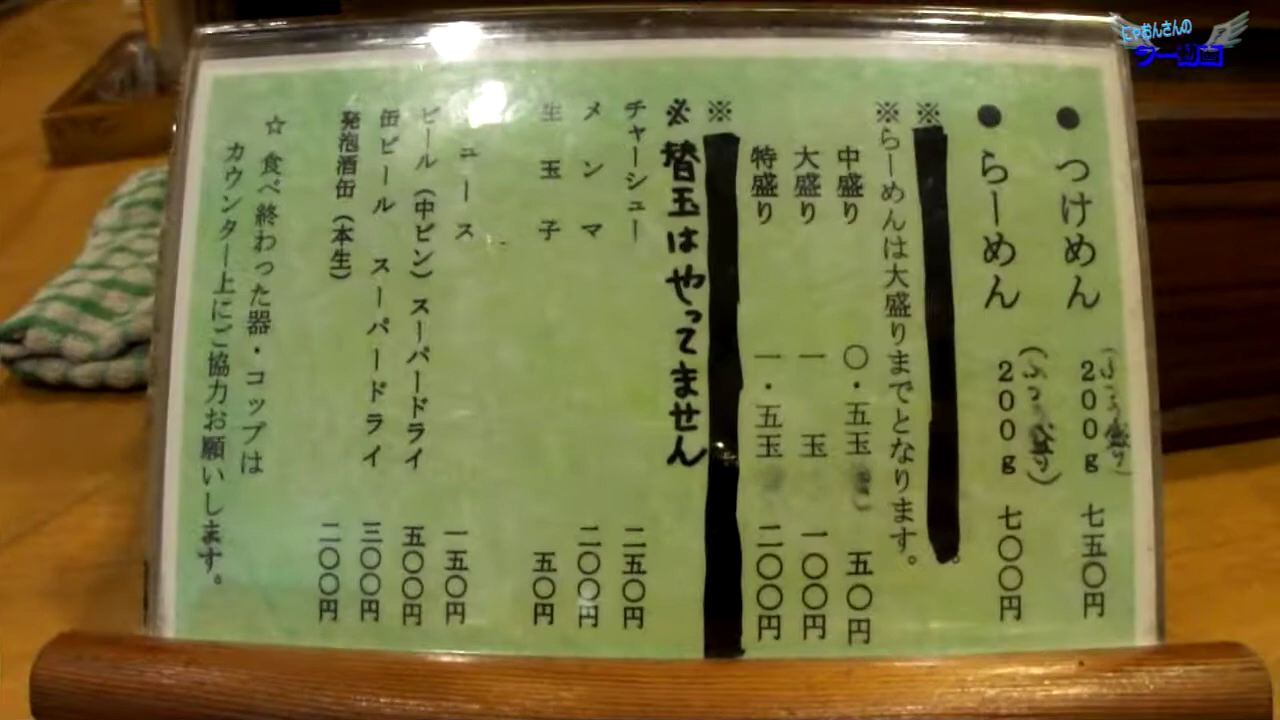 にゃおんさんの
ラー動画
●つけめん 200g 七五〇円
●らーめん 200g 七〇〇円
(ふつう盛り)
※
※らーめんは大盛りまでとなります。
中盛り 〇・五玉 五〇円
大盛り 一玉 一〇〇円
特盛り 一・五玉 二〇〇円
※
※替玉はやってません
チャーシュー 二五〇円
メンマ 二〇〇円
生玉子 五〇円
ュース 一五〇円
ビール(中ビン)スーパードライ 五〇〇円
缶ビール スーパードライ 三〇〇円
発泡酒缶(本生) 二〇〇円
☆食べ終わった器・コップは
カウンター上にご協力お願いします。